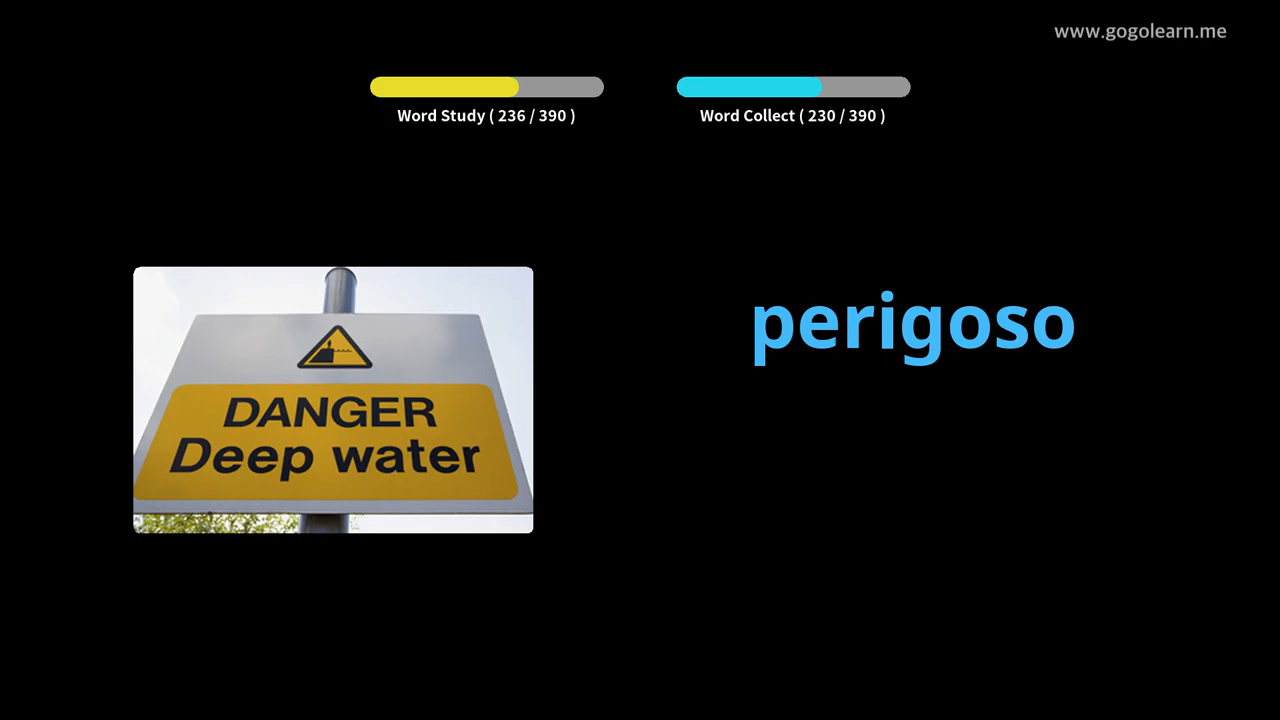 www.gogolearn.me
Word Study ( 236 / 390 )
Word Collect ( 230 / 390 )
DANGER
Deep water
perigoso